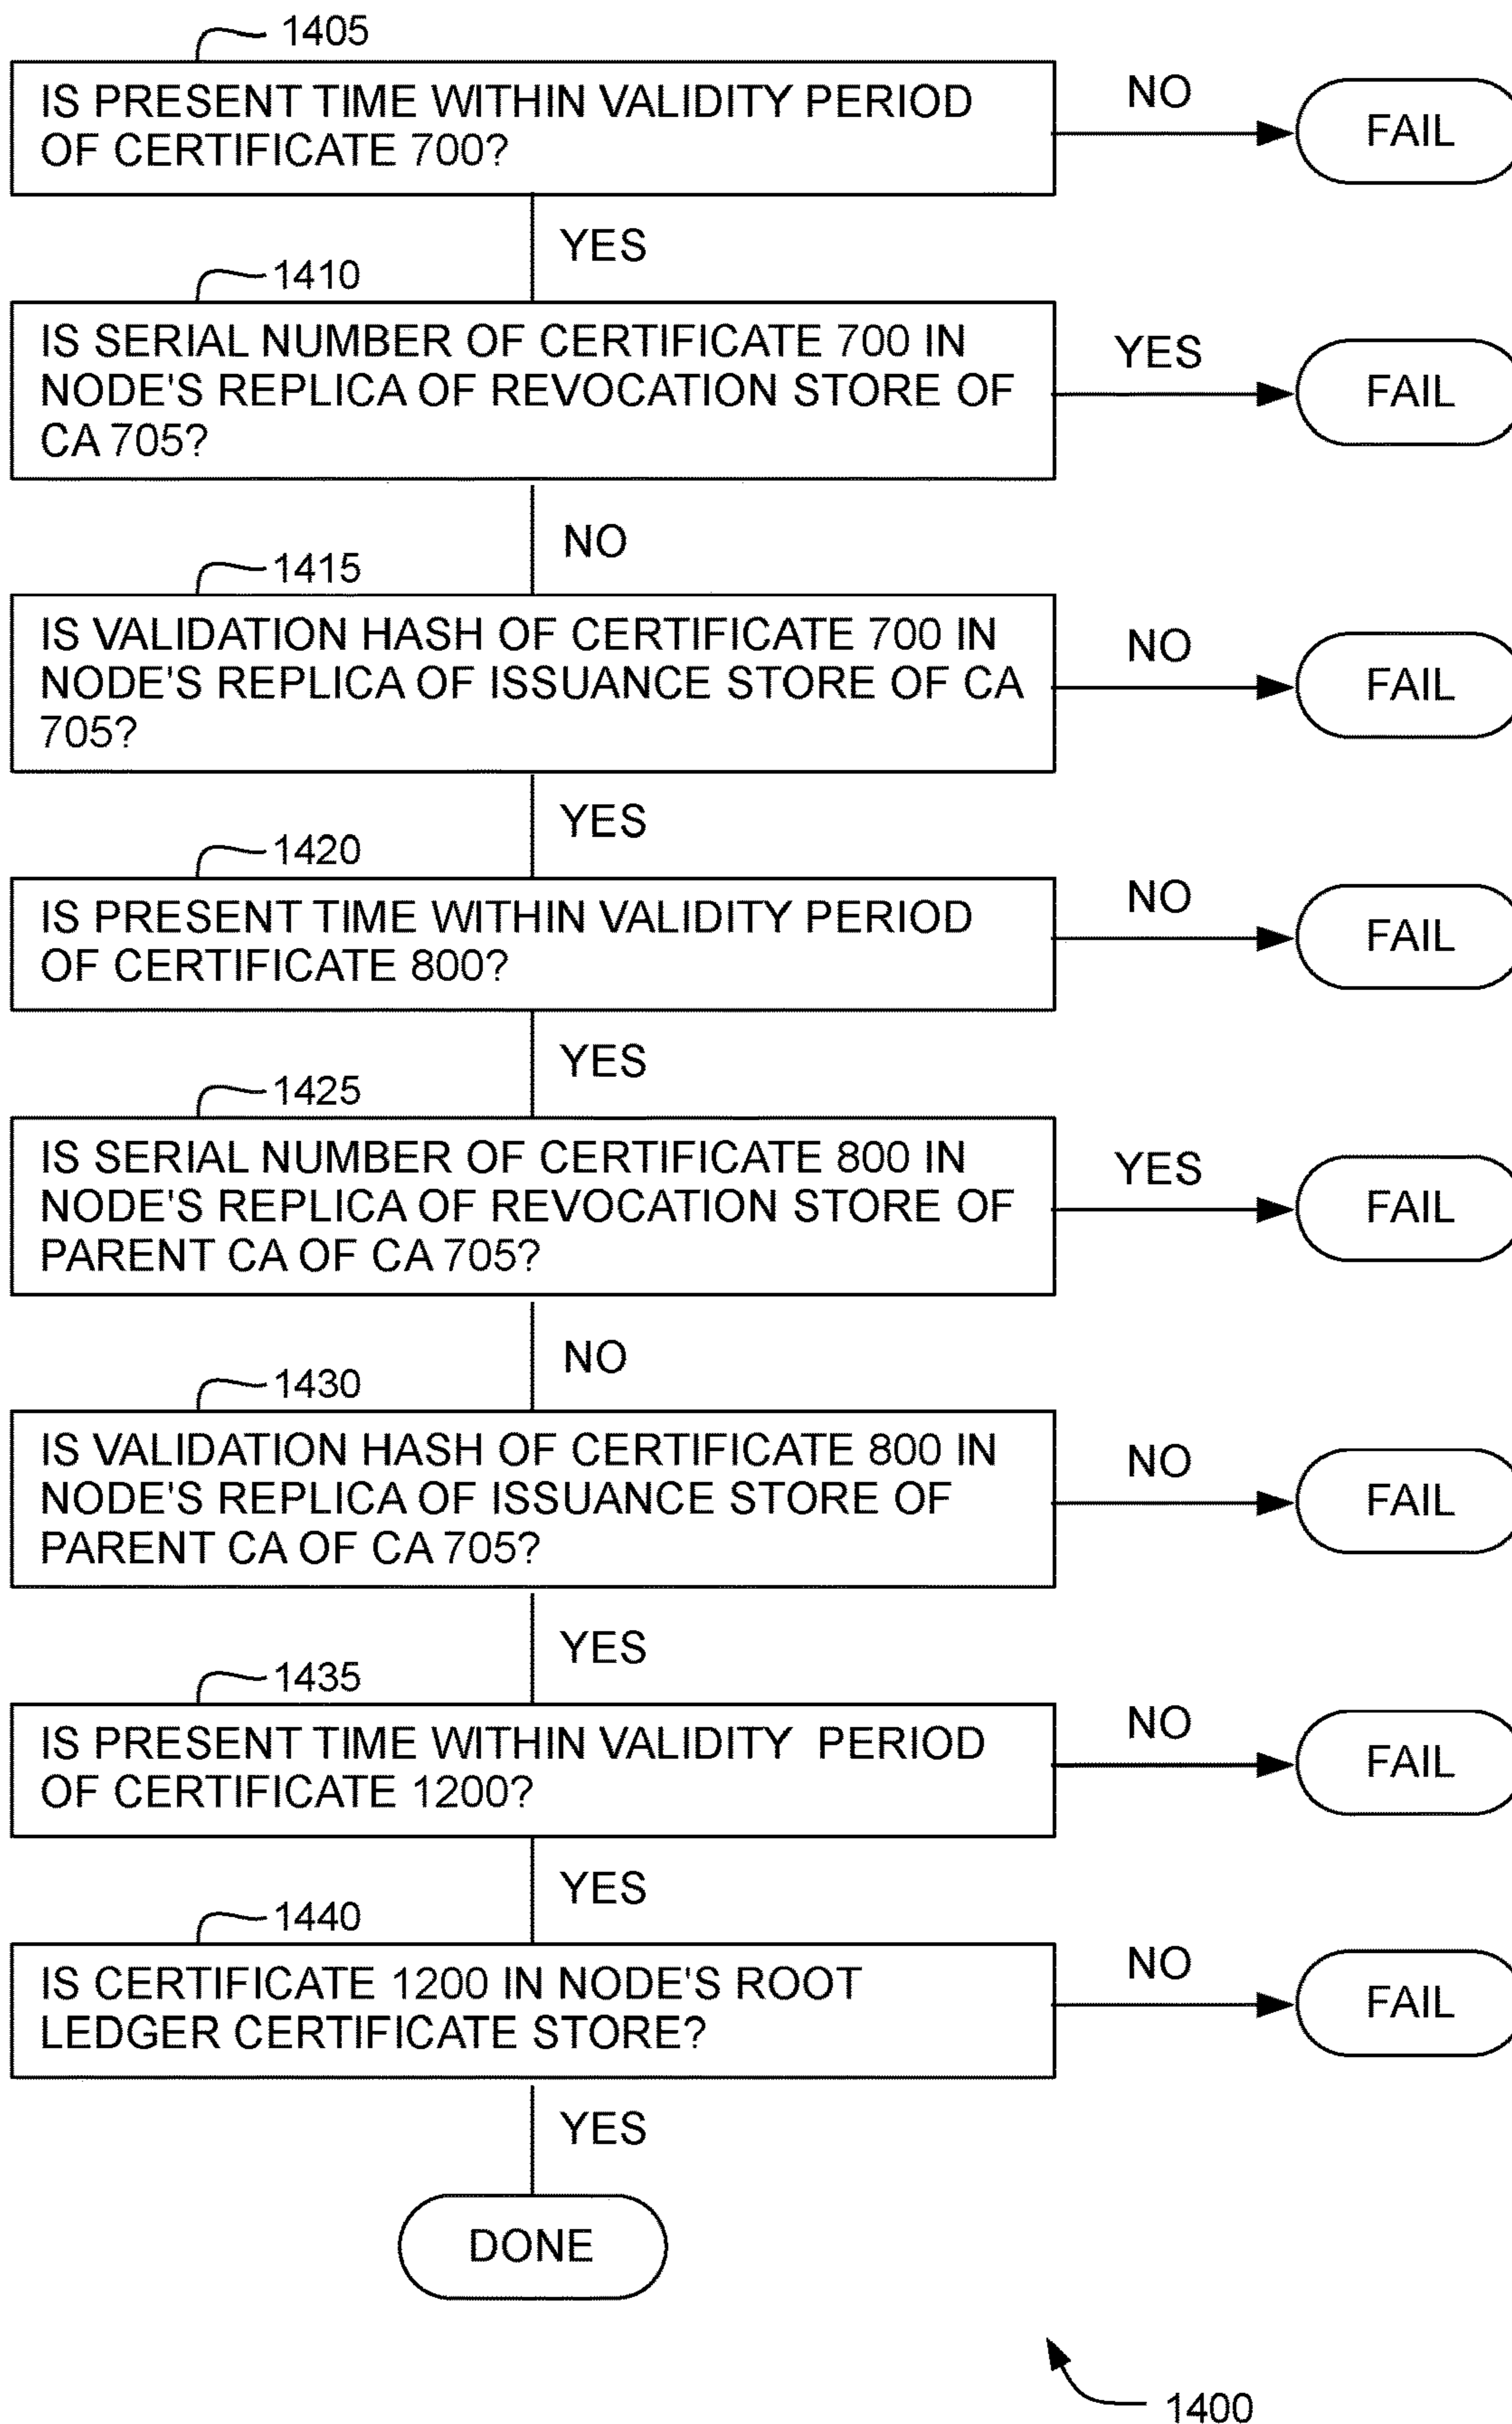 1405
IS PRESENT TIME WITHIN VALIDITY PERIOD
OF CERTIFICATE 700?
NO
FAIL
YES
1410
IS SERIAL NUMBER OF CERTIFICATE 700 IN
NODE'S REPLICA OF REVOCATION STORE OF
CA 705?
YES
FAIL
NO
1415
IS VALIDATION HASH OF CERTIFICATE 700 IN
NODE'S REPLICA OF ISSUANCE STORE OF CA
705?
NO
FAIL
YES
1420
IS PRESENT TIME WITHIN VALIDITY PERIOD
OF CERTIFICATE 800?
NO
FAIL
YES
1425
IS SERIAL NUMBER OF CERTIFICATE 800 IN
NODE'S REPLICA OF REVOCATION STORE OF
PARENT CA OF CA 705?
YES
FAIL
NO
1430
IS VALIDATION HASH OF CERTIFICATE 800 IN
NODE'S REPLICA OF ISSUANCE STORE OF
PARENT CA OF CA 705?
NO
FAIL
YES
1435
IS PRESENT TIME WITHIN VALIDITY PERIOD
OF CERTIFICATE 1200?
NO
FAIL
YES
1440
IS CERTIFICATE 1200 IN NODE'S ROOT
LEDGER CERTIFICATE STORE?
NO
FAIL
YES
DONE
1400